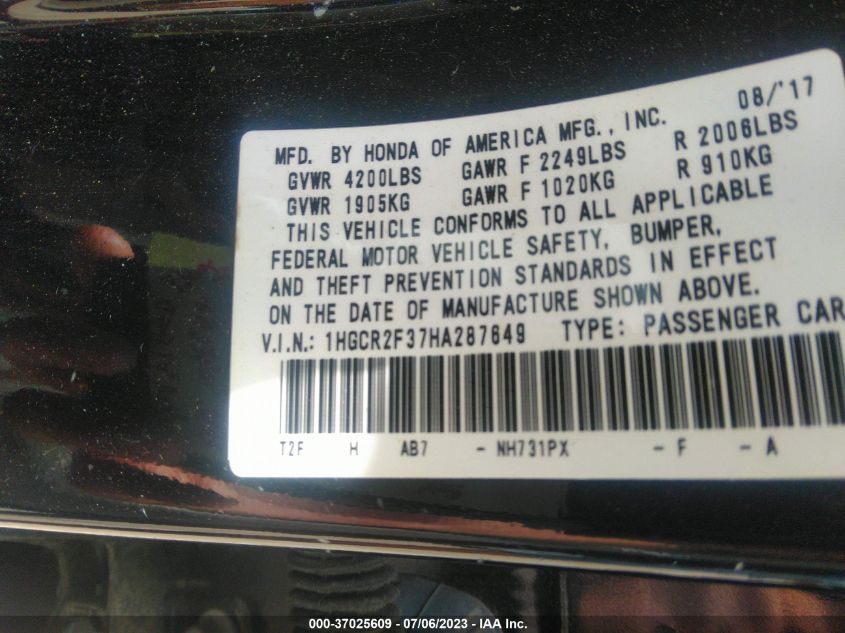 08/'17
MFD. BY HONDA OF AMERICA MFG., INC.
GVWR 4200LBS GAWR F 2249LBS R 2006LBS
GVWR 1905KG GAWR F 1020KG R 910KG
THIS VEHICLE CONFORMS TO ALL APPLICABLE
FEDERAL MOTOR VEHICLE SAFETY, BUMPER,
AND THEFT PREVENTION STANDARDS IN EFFECT
ON THE DATE OF MANUFACTURE SHOWN ABOVE.
V.I.N.: 1HGCR2F37HA287649 TYPE: PASSENGER CAR
T2F H AB7 - NH731PX - F - A
000-37025609 - 07/06/2023 - IAA Inc.